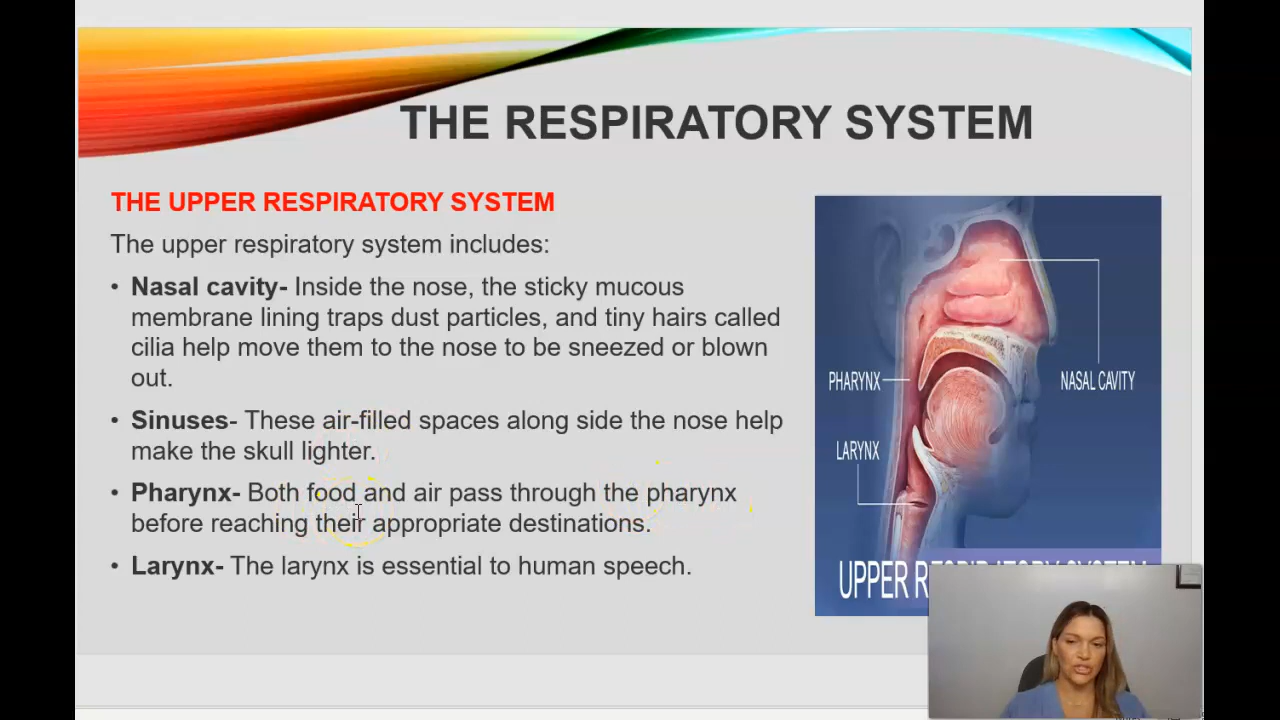 THE RESPIRATORY SYSTEM
THE UPPER RESPIRATORY SYSTEM
The upper respiratory system includes:
• Nasal cavity- Inside the nose, the sticky mucous
membrane lining traps dust particles, and tiny hairs called
cilia help move them to the nose to be sneezed or blown
out.
• Sinuses- These air-filled spaces along side the nose help
make the skull lighter.
• Pharynx- Both food and air pass through the pharynx
before reaching their appropriate destinations.
• Larynx- The larynx is essential to human speech.
PHARYNX
NASAL CAVITY
LARYNX
UPPER RESPIRATORY SYSTEM